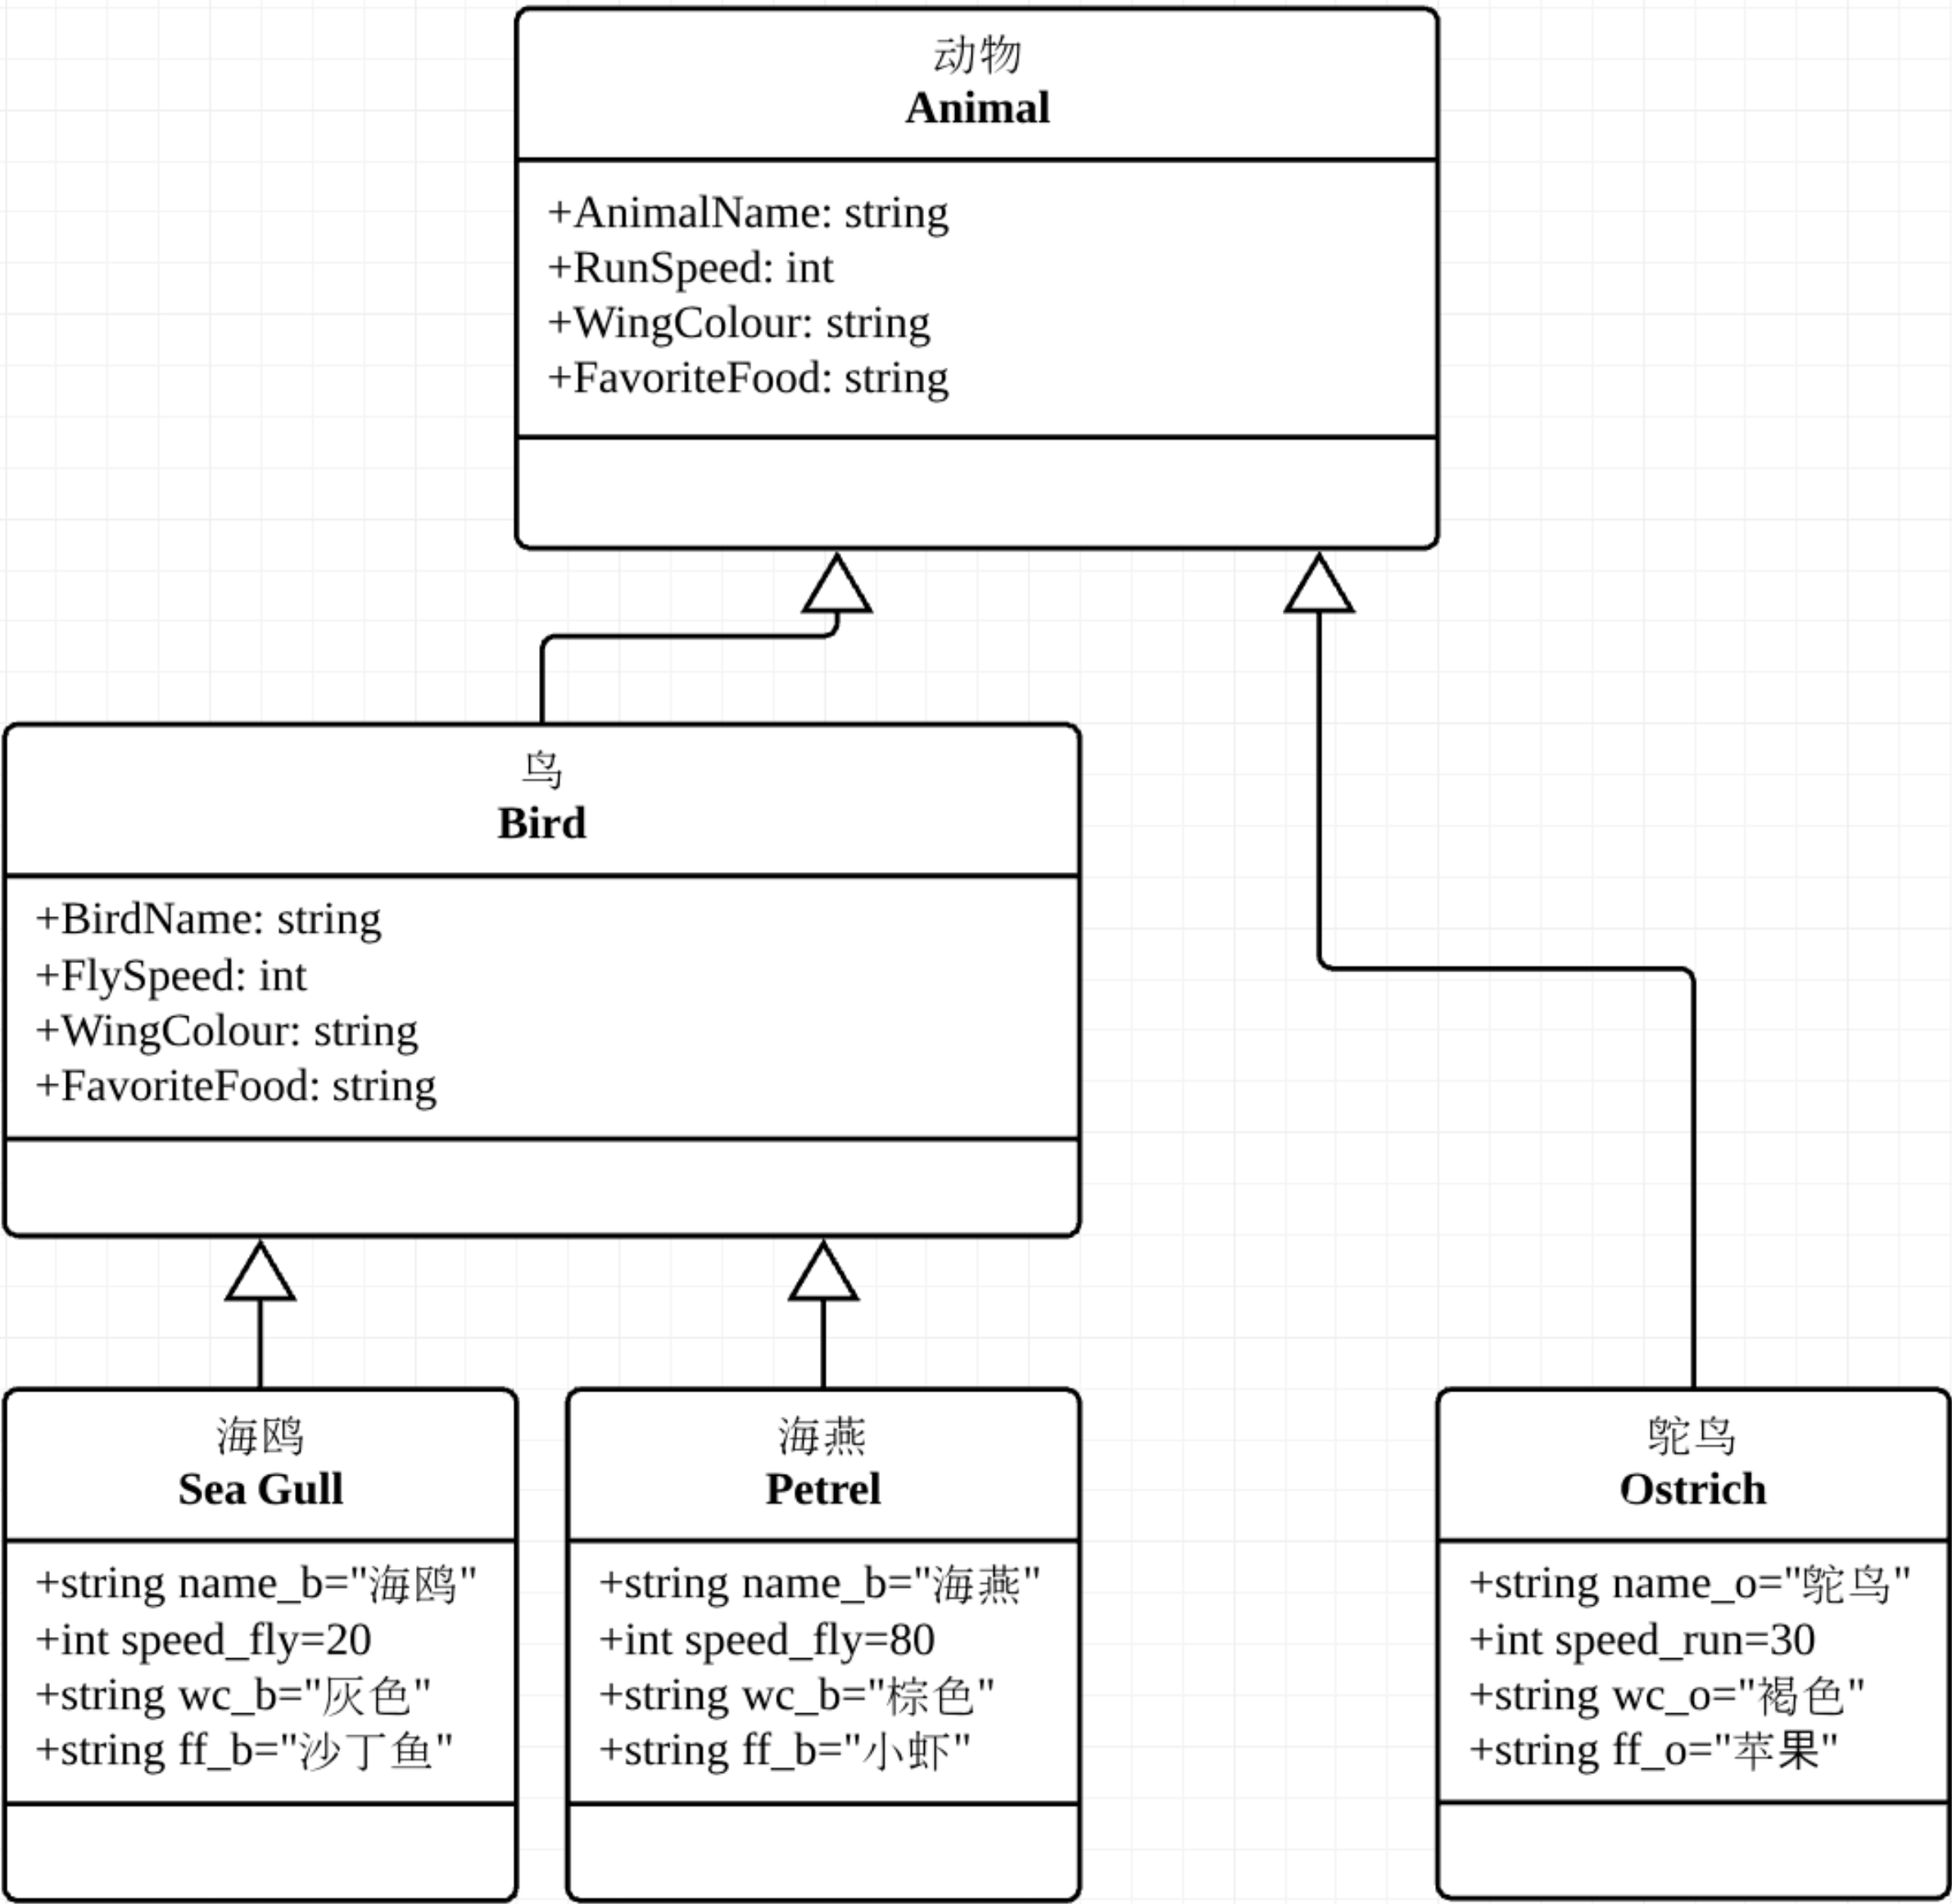 动物
Animal
+AnimalName: string
+RunSpeed: int
+WingColour: string
+FavoriteFood: string
鸟
Bird
+BirdName: string
+FlySpeed: int
+WingColour: string
+FavoriteFood: string
海鸥
Sea Gull
+string name_b="海鸥"
+int speed_fly=20
+string wc_b="灰色"
+string ff_b="沙丁鱼"
海燕
Petrel
+string name_b="海燕"
+int speed_fly=80
+string wc_b="棕色"
+string ff_b="小虾"
鸵鸟
Ostrich
+string name_o="鸵鸟"
+int speed_run=30
+string wc_o="褐色"
+string ff_o="苹果"